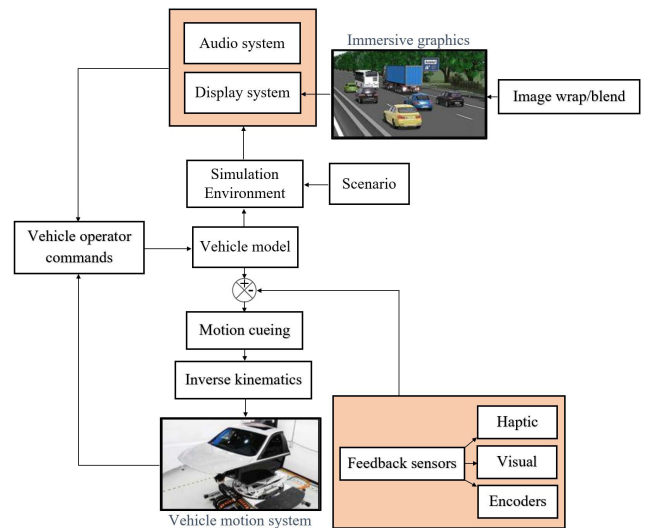 Audio system
Immersive graphics
Display system
Image wrap/blend
Simulation
Environment
Scenario
Vehicle operator
commands
Vehicle model
+
-
Motion cueing
Inverse kinematics
Haptic
Feedback sensors
Visual
Encoders
Vehicle motion system